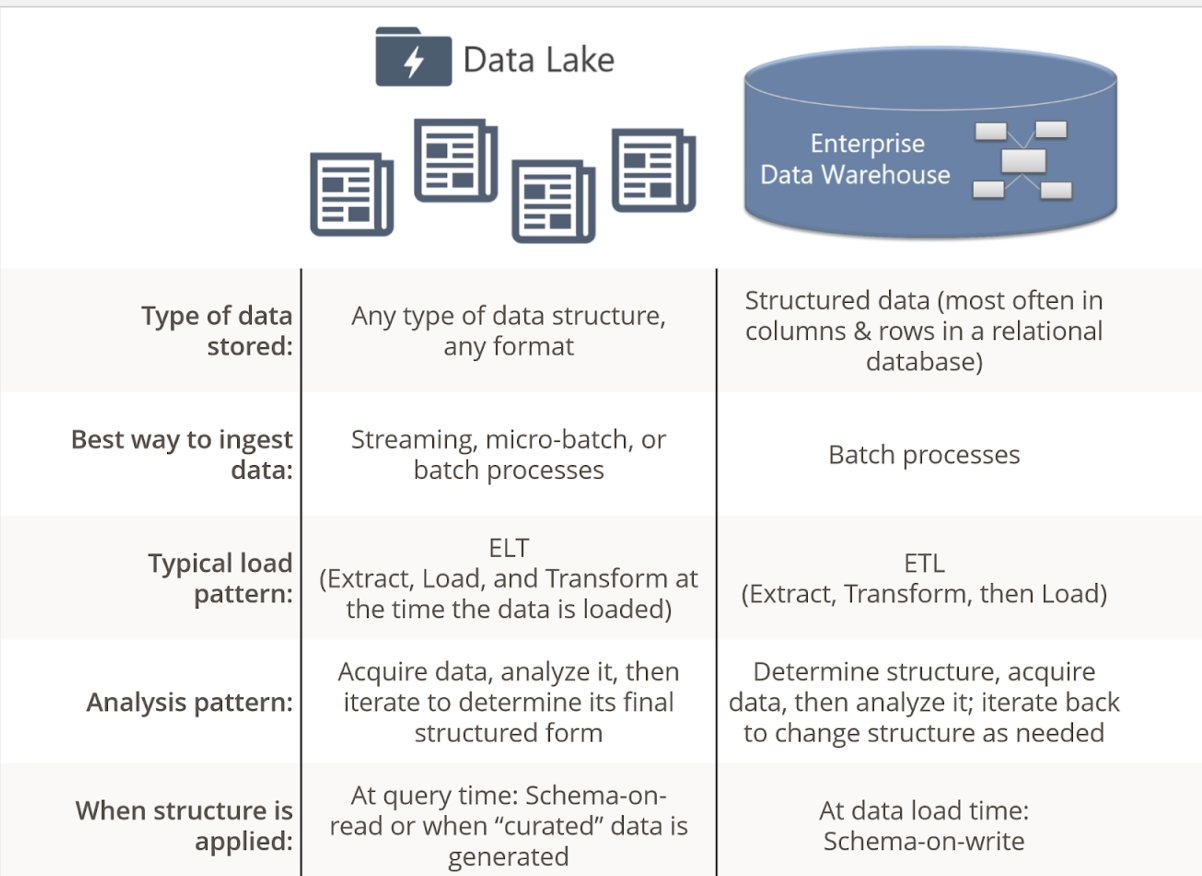 Data Lake
Enterprise
Data Warehouse
Type of data
stored:
Any type of data structure,
any format
Structured data (most often in
columns & rows in a relational
database)
Best way to ingest
data:
Streaming, micro-batch, or
batch processes
Batch processes
Typical load
pattern:
ELT
(Extract, Load, and Transform at
the time the data is loaded)
ETL
(Extract, Transform, then Load)
Analysis pattern:
Acquire data, analyze it, then
iterate to determine its final
structured form
Determine structure, acquire
data, then analyze it; iterate back
to change structure as needed
When structure is
applied:
At query time: Schema-on-
read or when “curated” data is
generated
At data load time:
Schema-on-write